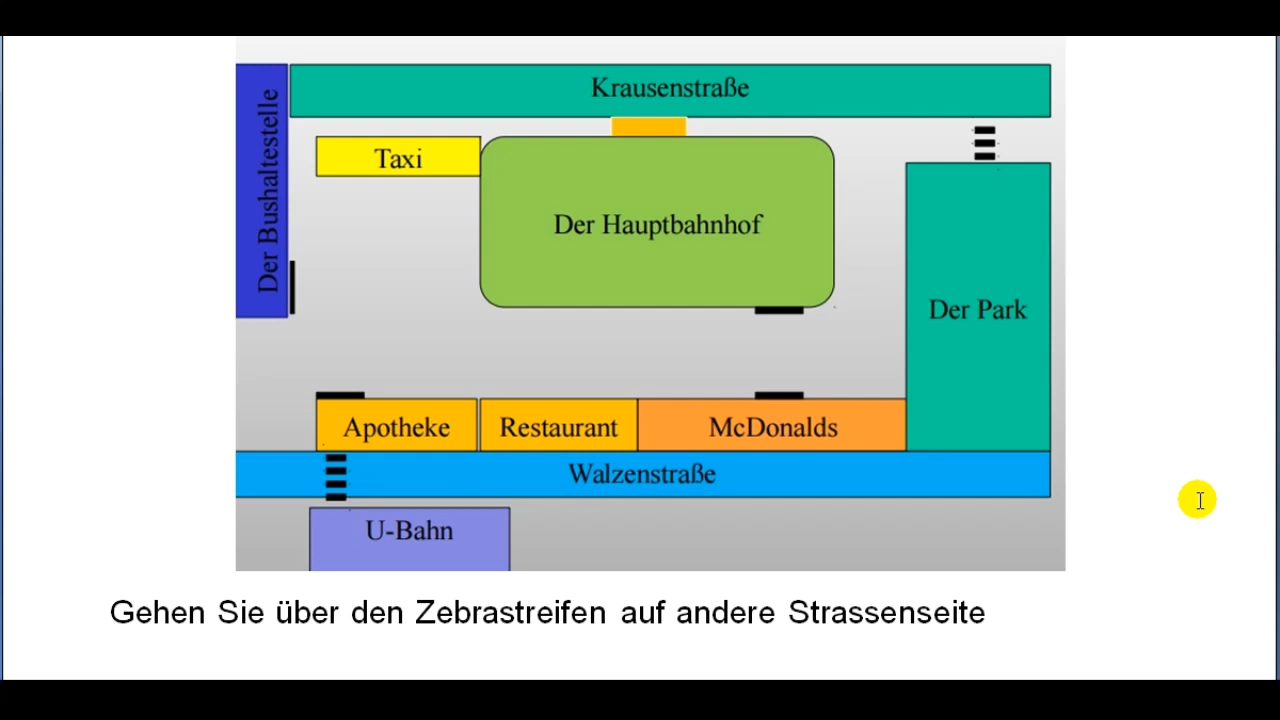 Krausenstraße
Der Bushaltestelle
Taxi
Der Hauptbahnhof
Der Park
Apotheke
Restaurant
McDonalds
Walzenstraße
U-Bahn
Gehen Sie über den Zebrastreifen auf andere Strassenseite